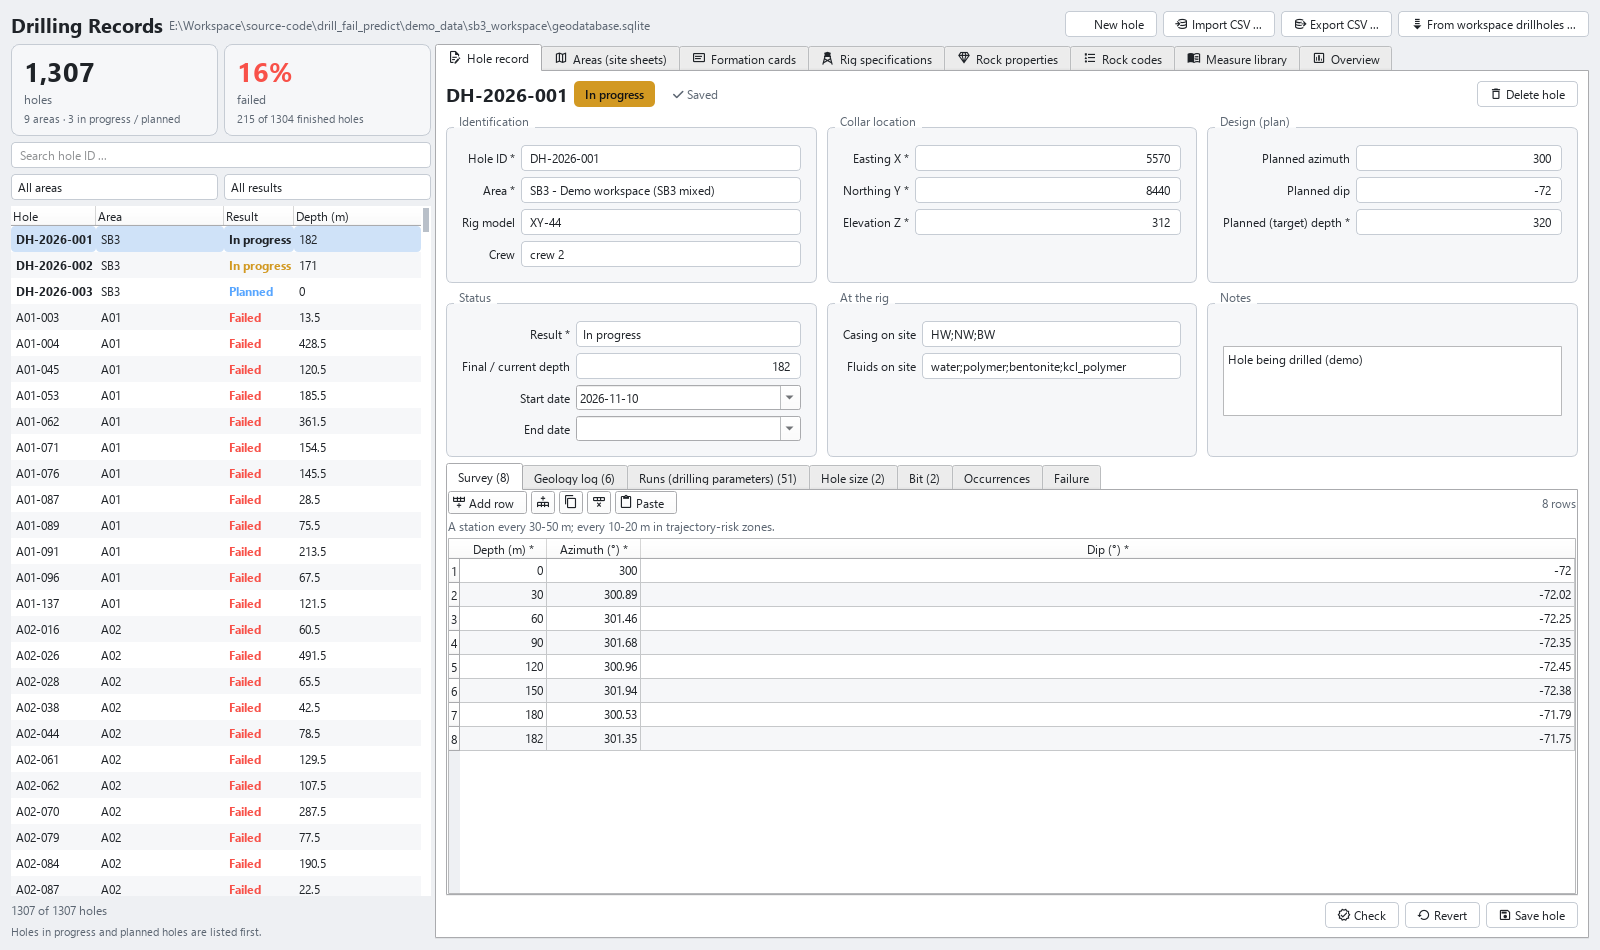 Drilling Records E:\Workspace\source-code\drill_fail_predict\demo_data\sb3_workspace\geodatabase.sqlite
New hole
Import CSV ...
Export CSV ...
From workspace drillholes ...
1,307
holes
9 areas · 3 in progress / planned
16%
failed
215 of 1304 finished holes
Search hole ID ...
All areas
All results
Hole Area Result Depth (m)
DH-2026-001 SB3 In progress 182
DH-2026-002 SB3 In progress 171
DH-2026-003 SB3 Planned 0
A01-003 A01 Failed 13.5
A01-004 A01 Failed 428.5
A01-045 A01 Failed 120.5
A01-053 A01 Failed 185.5
A01-062 A01 Failed 361.5
A01-071 A01 Failed 154.5
A01-076 A01 Failed 145.5
A01-087 A01 Failed 28.5
A01-089 A01 Failed 75.5
A01-091 A01 Failed 213.5
A01-096 A01 Failed 67.5
A01-137 A01 Failed 121.5
A02-016 A02 Failed 60.5
A02-026 A02 Failed 491.5
A02-028 A02 Failed 65.5
A02-038 A02 Failed 42.5
A02-044 A02 Failed 78.5
A02-061 A02 Failed 129.5
A02-062 A02 Failed 107.5
A02-070 A02 Failed 287.5
A02-079 A02 Failed 77.5
A02-084 A02 Failed 190.5
A02-087 A02 Failed 22.5
1307 of 1307 holes
Holes in progress and planned holes are listed first.
Hole record
Areas (site sheets)
Formation cards
Rig specifications
Rock properties
Rock codes
Measure library
Overview
DH-2026-001 In progress ✓ Saved
Delete hole
Identification
Hole ID * DH-2026-001
Area * SB3 - Demo workspace (SB3 mixed)
Rig model XY-44
Crew crew 2
Collar location
Easting X * 5570
Northing Y * 8440
Elevation Z * 312
Design (plan)
Planned azimuth 300
Planned dip -72
Planned (target) depth * 320
Status
Result * In progress
Final / current depth 182
Start date 2026-11-10
End date
At the rig
Casing on site HW;NW;BW
Fluids on site water;polymer;bentonite;kcl_polymer
Notes
Hole being drilled (demo)
Survey (8)
Geology log (6)
Runs (drilling parameters) (51)
Hole size (2)
Bit (2)
Occurrences
Failure
Add row
Paste
8 rows
A station every 30-50 m; every 10-20 m in trajectory-risk zones.
Depth (m) * Azimuth (°) * Dip (°) *
1 0 300 -72
2 30 300.89 -72.02
3 60 301.46 -72.25
4 90 301.68 -72.35
5 120 300.96 -72.45
6 150 301.94 -72.38
7 180 300.53 -71.79
8 182 301.35 -71.75
Check
Revert
Save hole